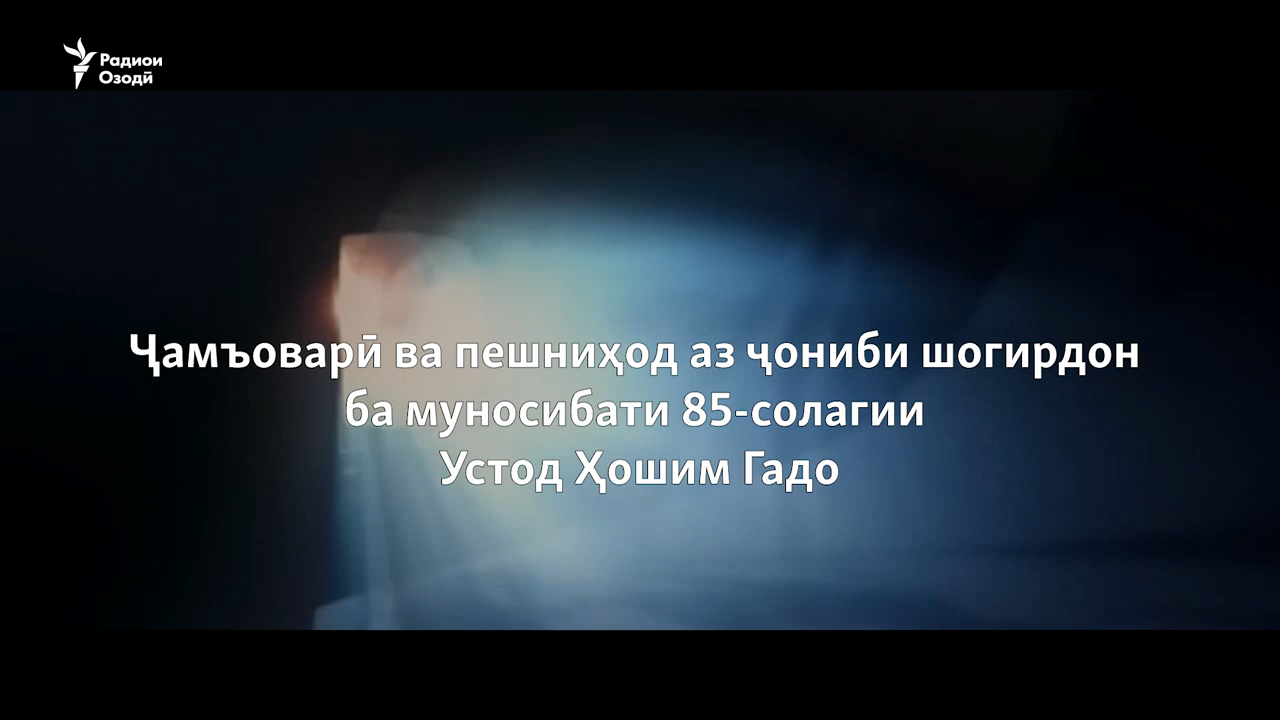 Радиои
Озодӣ
Ҷамъоварӣ ва пешниҳод аз ҷониби шогирдон
ба муносибати 85-солагии
Устод Ҳошим Гадо